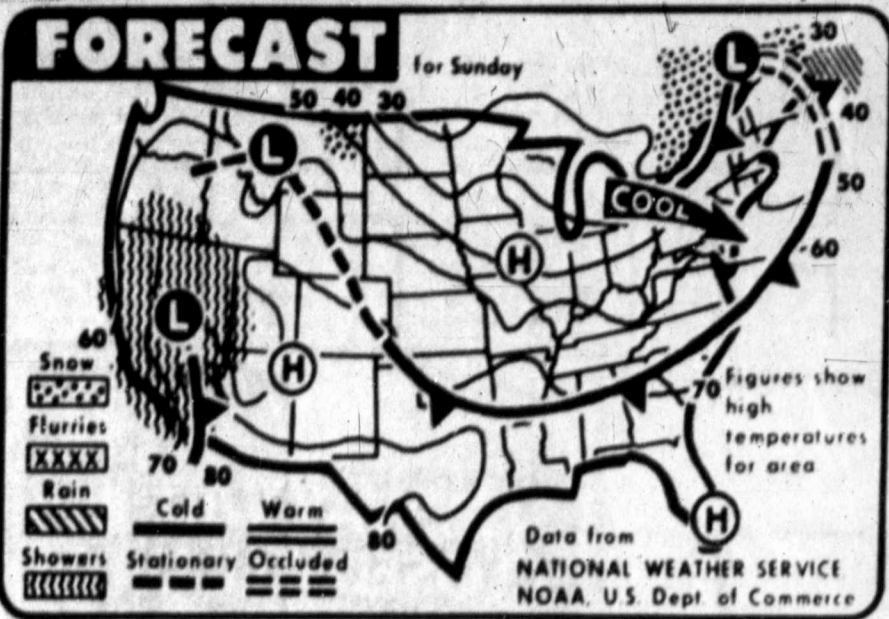 FORECAST
for Sunday
50 40 30
L
30
L
40
50
COOL
H
60
L
60
H
Snow
Flurries
XXXX
Rain
Showers
L
70
70
80
80
Figures show
high
temperatures
for area
H
Cold
Warm
Stationary
Occluded
Data from
NATIONAL WEATHER SERVICE
NOAA, U.S. Dept. of Commerce